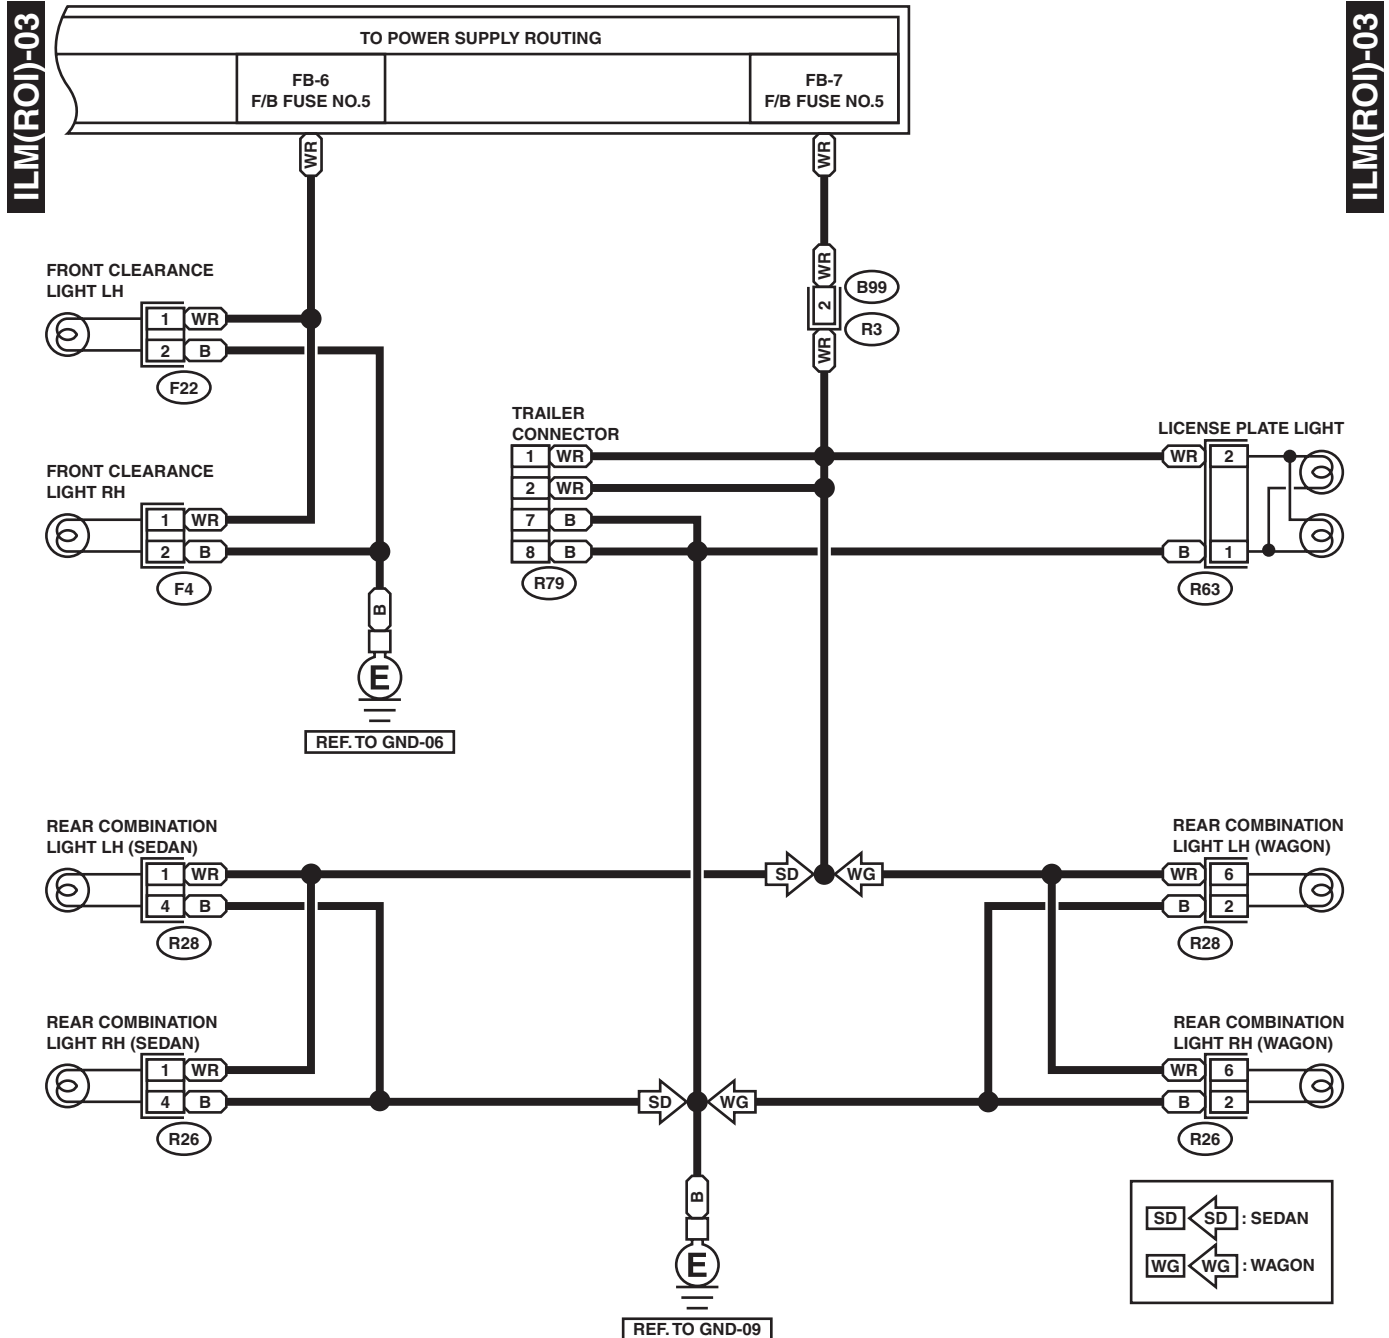 ILM(ROI)-03
ILM(ROI)-03
TO POWER SUPPLY ROUTING
FB-6
F/B FUSE NO.5
FB-7
F/B FUSE NO.5
WR
WR
FRONT CLEARANCE
LIGHT LH
1 WR
2 B
F22
WR
2
WR
B99
R3
FRONT CLEARANCE
LIGHT RH
1 WR
2 B
F4
B
E
REF. TO GND-06
TRAILER
CONNECTOR
1 WR
2 WR
7 B
8 B
R79
LICENSE PLATE LIGHT
WR 2
B 1
R63
REAR COMBINATION
LIGHT LH (SEDAN)
1 WR
4 B
R28
SD
WG
REAR COMBINATION
LIGHT LH (WAGON)
WR 6
B 2
R28
REAR COMBINATION
LIGHT RH (SEDAN)
1 WR
4 B
R26
SD
WG
REAR COMBINATION
LIGHT RH (WAGON)
WR 6
B 2
R26
B
E
REF. TO GND-09
SD SD : SEDAN
WG WG : WAGON